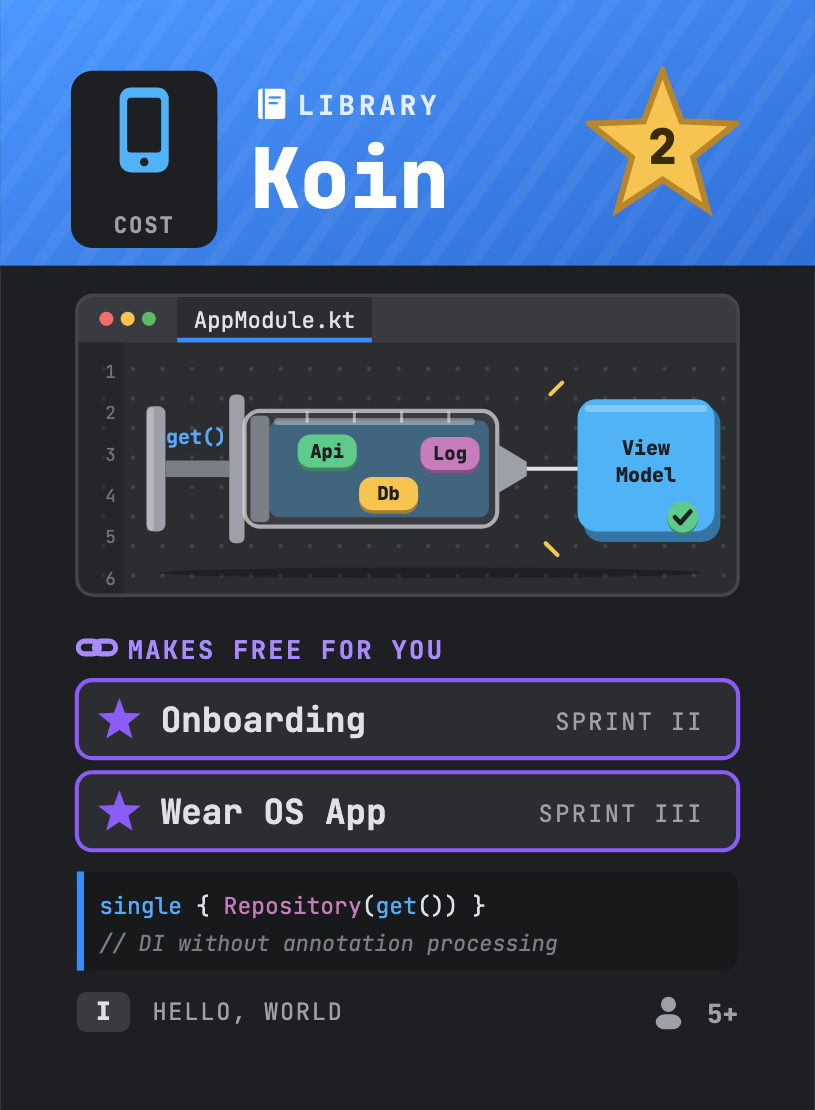 LIBRARY
Koin
2
COST
AppModule.kt
1
2
3
4
5
6
get()
Api
Log
Db
View
Model
MAKES FREE FOR YOU
Onboarding
SPRINT II
Wear OS App
SPRINT III
single { Repository(get()) }
// DI without annotation processing
I
HELLO, WORLD
5+